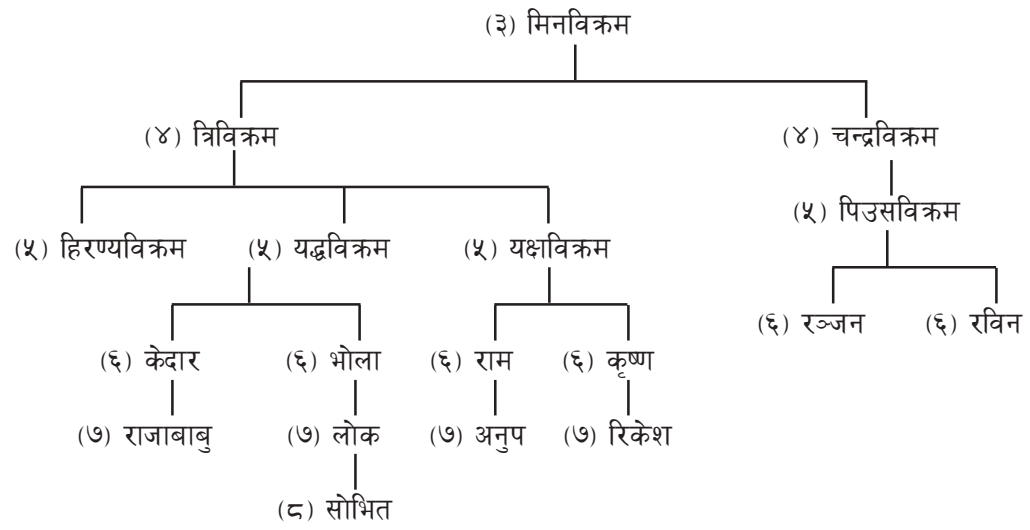 (३) मिनविक्रम
(४) त्रिविक्रम (४) चन्द्रविक्रम
(५) पिउसविक्रम
(५) हिरण्यविक्रम (५) यद्धविक्रम (५) यक्षविक्रम
(६) रञ्जन (६) रविन
(६) केदार (६) भोला (६) राम (६) कृष्ण
(७) राजाबाबु (७) लोक (७) अनुप (७) रिकेश
(८) सोभित